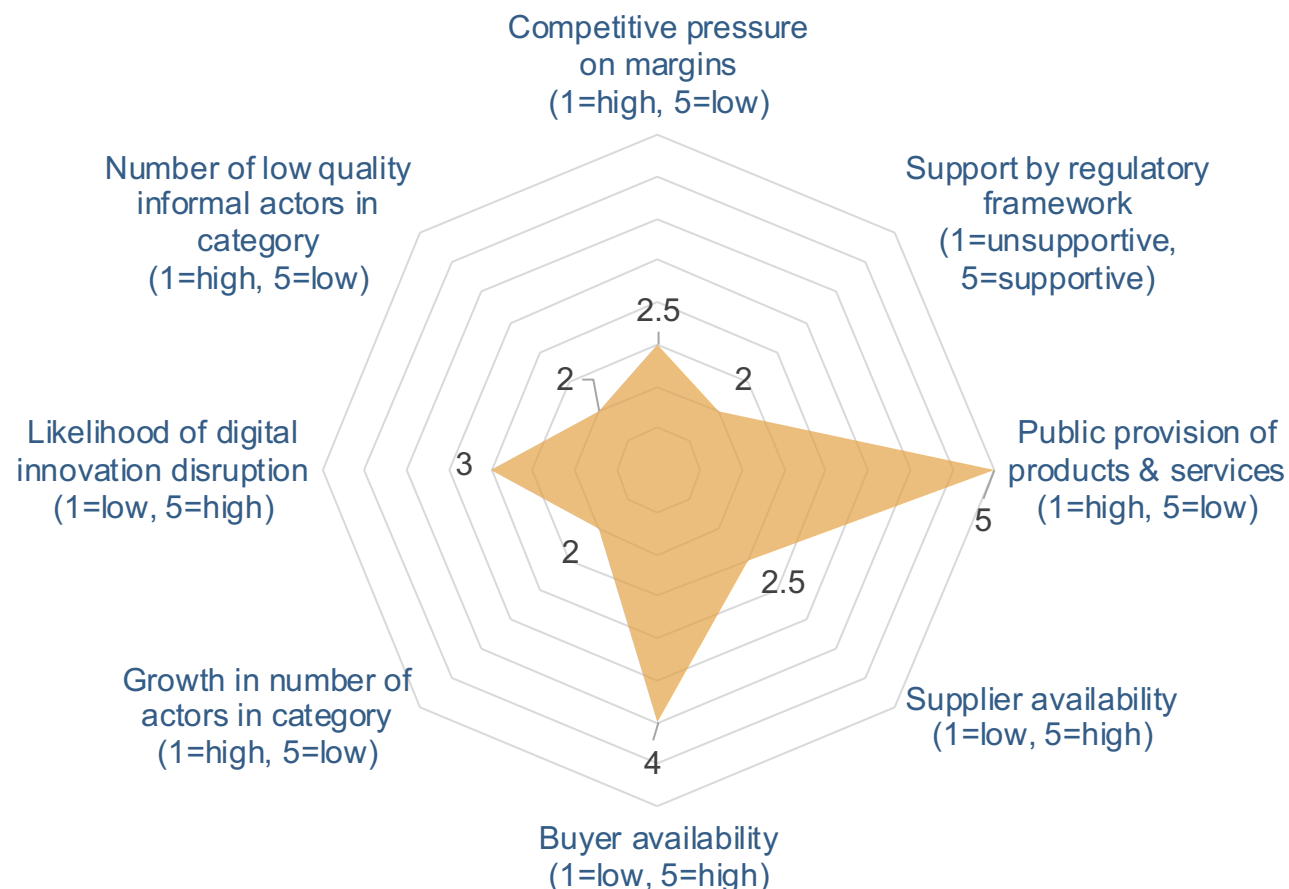 Competitive pressure
on margins
(1=high, 5=low)
Number of low quality
informal actors in
category
(1=high, 5=low)
Support by regulatory
framework
(1=unsupportive,
5=supportive)
2.5
2
2
Likelihood of digital
innovation disruption
(1=low, 5=high)
3
Public provision of
products & services
(1=high, 5=low)
5
2
2.5
Growth in number of
actors in category
(1=high, 5=low)
Supplier availability
(1=low, 5=high)
4
Buyer availability
(1=low, 5=high)